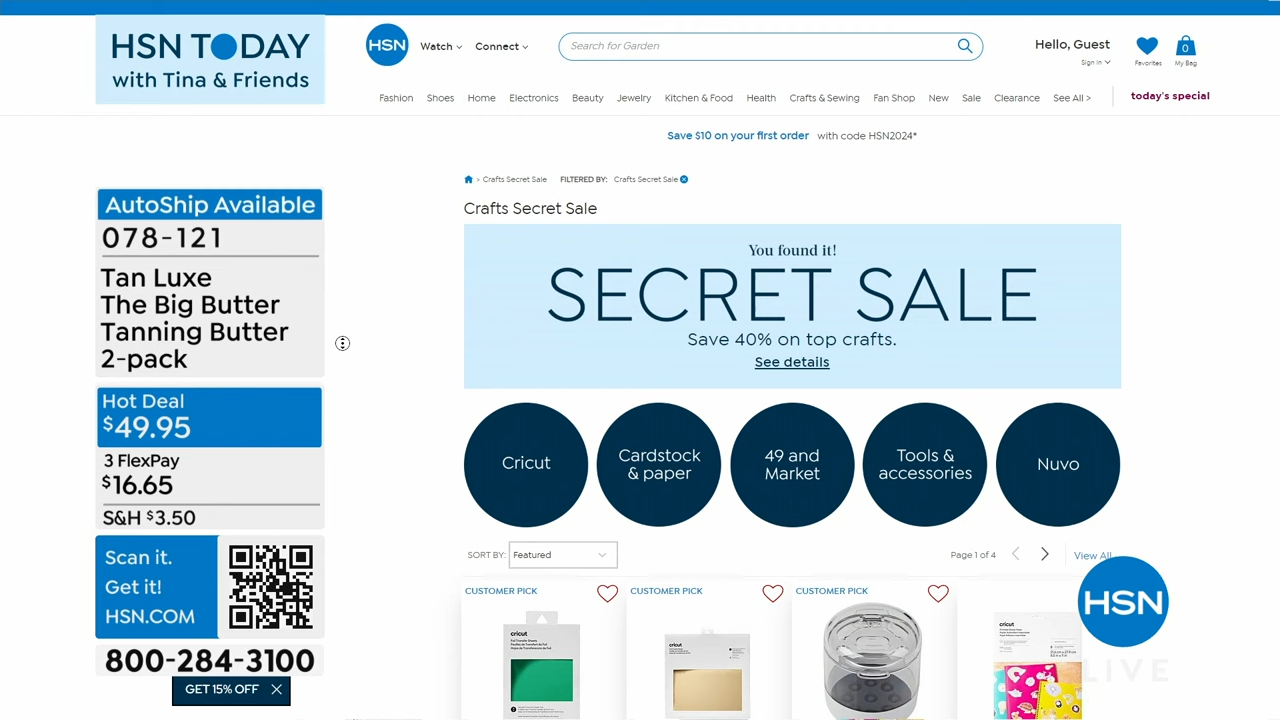 HSN TODAY
with Tina & Friends
HSN
Watch
Connect
Search for Garden
Hello, Guest
Sign In
Favorites
0
My Bag
Fashion
Shoes
Home
Electronics
Beauty
Jewelry
Kitchen & Food
Health
Crafts & Sewing
Fan Shop
New
Sale
Clearance
See All >
today's special
Save $10 on your first order with code HSN2024*
> Crafts Secret Sale
FILTERED BY: Crafts Secret Sale
Crafts Secret Sale
You found it!
SECRET SALE
Save 40% on top crafts.
See details
AutoShip Available
078-121
Tan Luxe
The Big Butter
Tanning Butter
2-pack
Hot Deal
$49.95
3 FlexPay
$16.65
S&H $3.50
Scan it.
Get it!
HSN.COM
800-284-3100
GET 15% OFF
Cricut
Cardstock
& paper
49 and
Market
Tools &
accessories
Nuvo
SORT BY: Featured
Page 1 of 4
View All
CUSTOMER PICK
CUSTOMER PICK
CUSTOMER PICK
cricut
cricut
cricut
HSN
LIVE